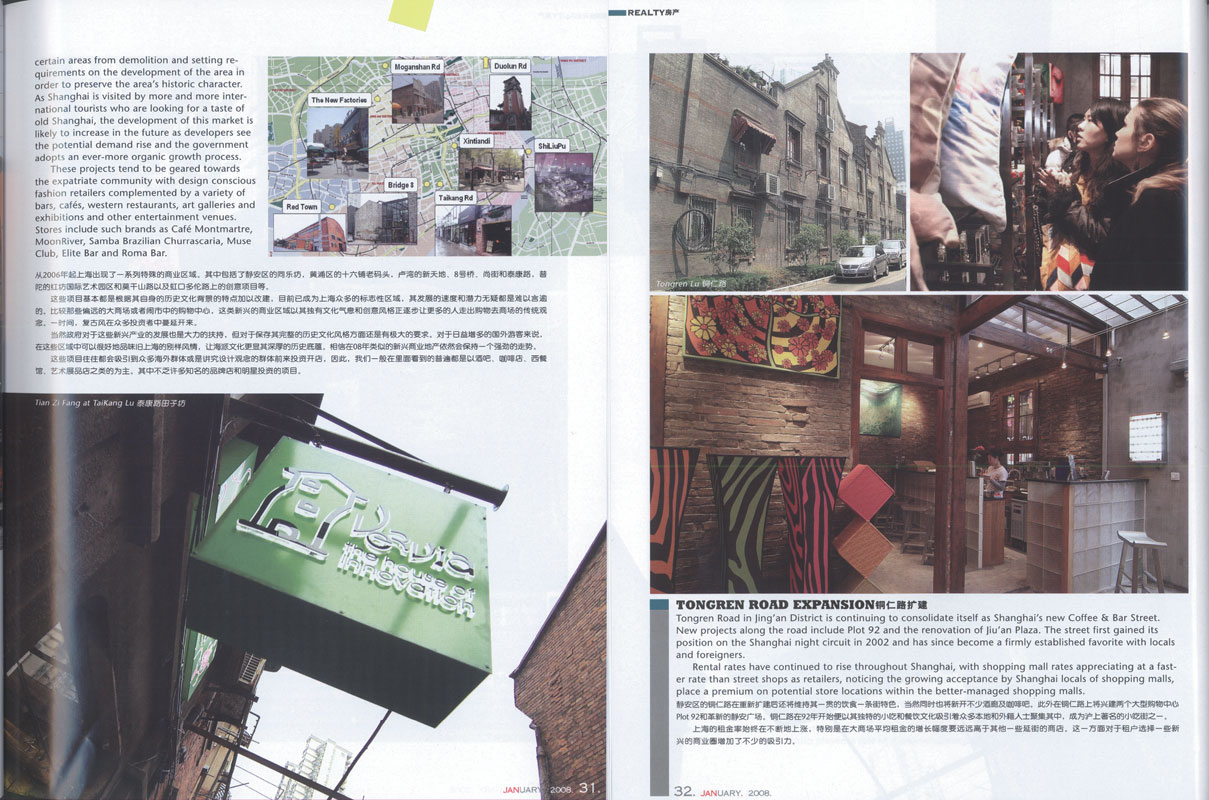 certain areas from demolition and setting re-
quirements on the development of the area in
order to preserve the area's historic character.
As Shanghai is visited by more and more inter-
national tourists who are looking for a taste of
old Shanghai, the development of this market is
likely to increase in the future as developers see
the potential demand rise and the government
adopts an ever-more organic growth process.
These projects tend to be geared towards
the expatriate community with design conscious
fashion retailers complemented by a variety of
bars, cafés, western restaurants, art galleries and
exhibitions and other entertainment venues.
Stores include such brands as Café Montmartre,
MoonRiver, Samba Brazilian Churrascaria, Muse
Club, Elite Bar and Roma Bar.
Moganshan Rd
Duolun Rd
The New Factories
Xintiandi
ShiLiuPu
Bridge 8
Taikang Rd
Red Town
从2006年起上海出现了一系列特殊的商业区域。其中包括了静安区的同乐坊，黄浦区的十六铺老码头，卢湾的新天地、8号桥、尚街和泰康路，普
陀的红坊国际艺术园区和莫干山路以及虹口多伦路上的创意项目等。
这些项目基本都是根据其自身的历史文化背景的特点加以改建，目前已成为上海众多的标志性区域，其发展的速度和潜力无疑都是难以言逾
的。比较那些偏远的大商场或者闹市中的购物中心，这类新兴的商业区域以其独有文化气息和创意风格正逐步让更多的人走出购物去商场的传统观
念。一时间，复古风在众多投资者中蔓延开来。
当然政府对于这些新兴产业的发展也是大力的扶持，但对于保存其完整的历史文化风格方面还是有极大的要求。对于日益增多的国外游客来说，
在这些区域中可以很好地品味旧上海的别样风情，让海派文化更显其深厚的历史底蕴，相信在08年类似的新兴商业地产依然会保持一个强劲的走势。
这些项目往往都会吸引到众多海外群体或是讲究设计观念的群体前来投资开店，因此，我们一般在里面看到的普遍都是以酒吧、咖啡店、西餐
馆、艺术展品店之类的为主，其中不乏许多知名的品牌店和明星投资的项目。
Tian Zi Fang at TaiKang Lu 泰康路田子坊
Vervia
the house of
innovation
JANUARY. 2008. 31.
REALTY房产
Tongren Lu 铜仁路
TONGREN ROAD EXPANSION铜仁路扩建
Tongren Road in Jing'an District is continuing to consolidate itself as Shanghai's new Coffee & Bar Street.
New projects along the road include Plot 92 and the renovation of Jiu'an Plaza. The street first gained its
position on the Shanghai night circuit in 2002 and has since become a firmly established favorite with locals
and foreigners.
Rental rates have continued to rise throughout Shanghai, with shopping mall rates appreciating at a fast-
er rate than street shops as retailers, noticing the growing acceptance by Shanghai locals of shopping malls,
place a premium on potential store locations within the better-managed shopping malls.
静安区的铜仁路在重新扩建后还将维持其一贯的饮食一条街特色，当然同时也将新开不少酒廊及咖啡吧。此外在铜仁路上将兴建两个大型购物中心
Plot 92和革新的静安广场。铜仁路在92年开始便以其独特的小吃和餐饮文化吸引着众多本地和外籍人士聚集其中，成为沪上著名的小吃街之一。
上海的租金率始终在不断地上涨，特别是在大商场平均租金的增长幅度要远远高于其他一些延街的商店，这一方面对于租户选择一些新
兴的商业圈增加了不少的吸引力。
32. JANUARY. 2008.